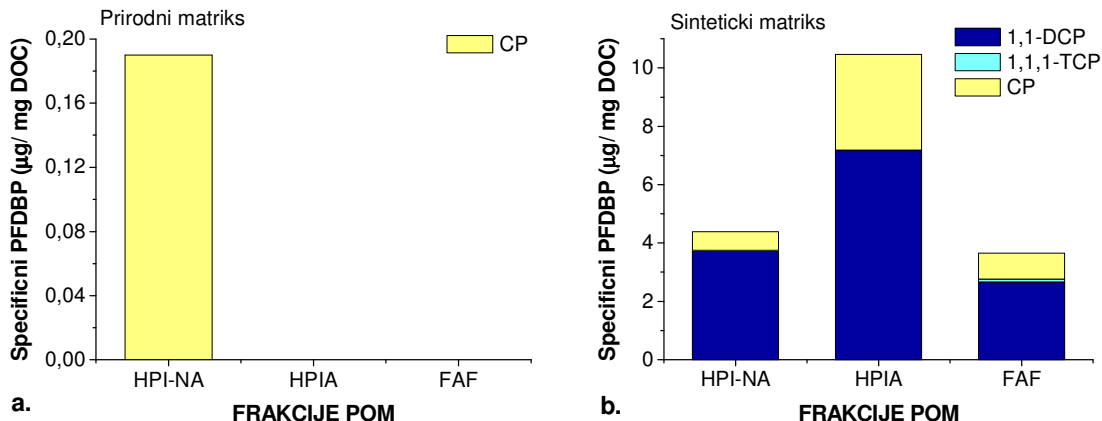 Prirodni matriks
CP
Specificni PFDBP (µg/ mg DOC)
0,20
0,16
0,12
0,08
0,04
0,00
HPI-NA HPIA FAF
a.
FRAKCIJE POM
Sinteticki matriks
1,1-DCP
1,1,1-TCP
CP
Specificni PFDBP (µg/ mg DOC)
10
8
6
4
2
0
HPI-NA HPIA FAF
b.
FRAKCIJE POM